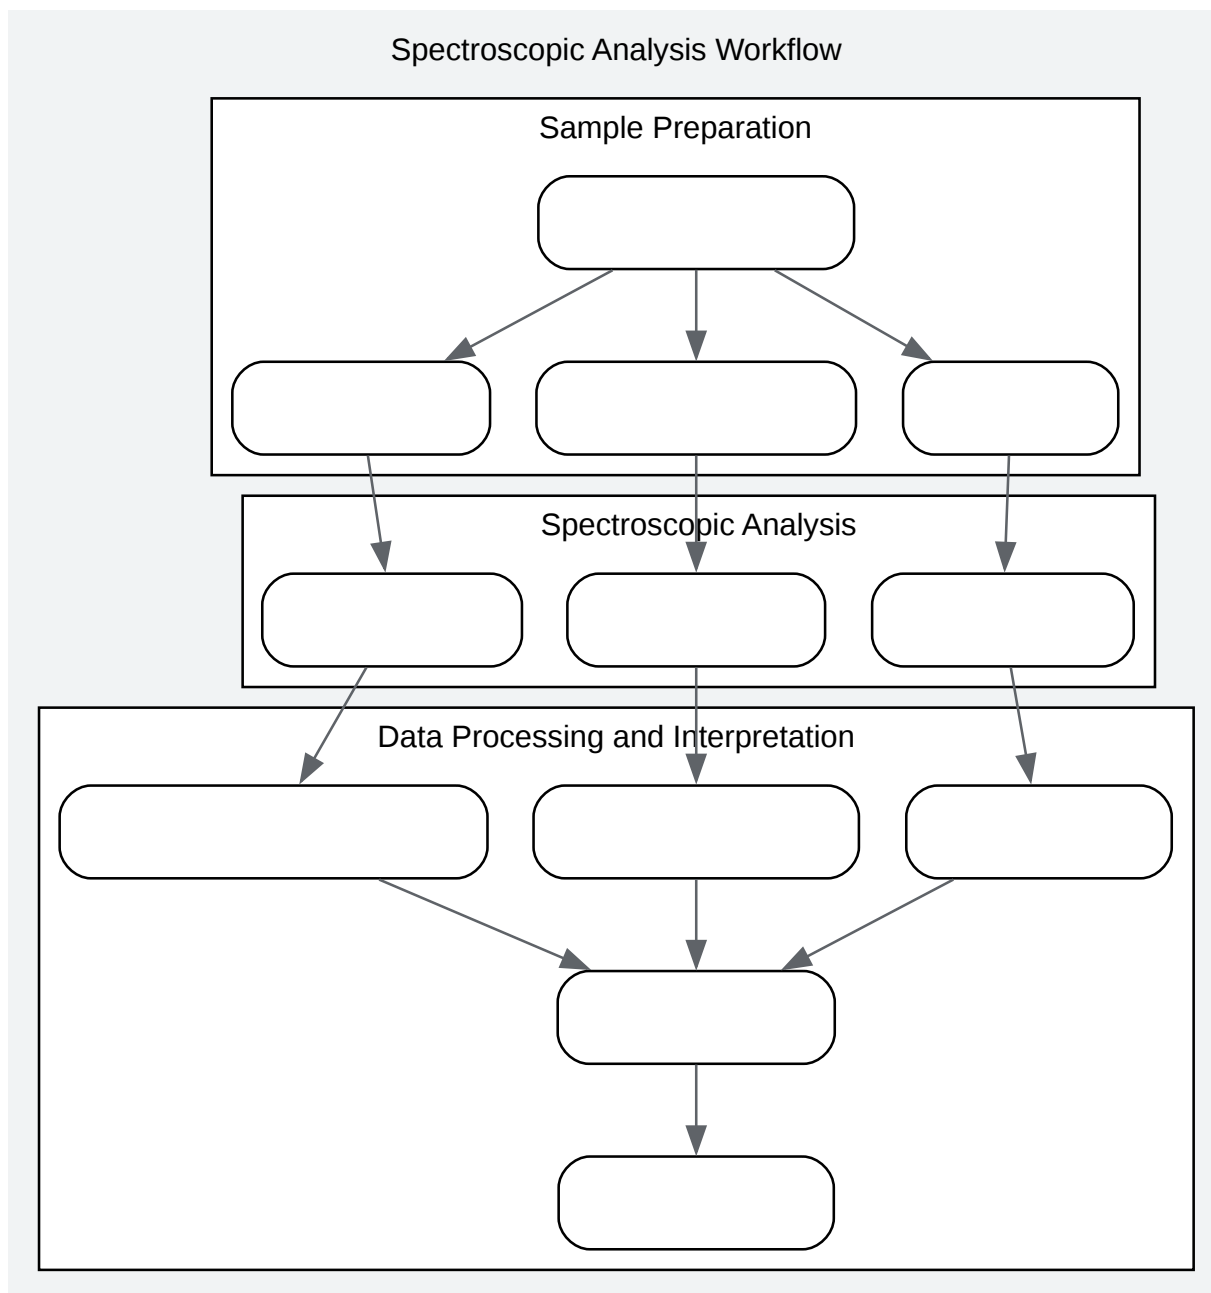 Spectroscopic Analysis Workflow
Sample Preparation
Spectroscopic Analysis
Data Processing and Interpretation